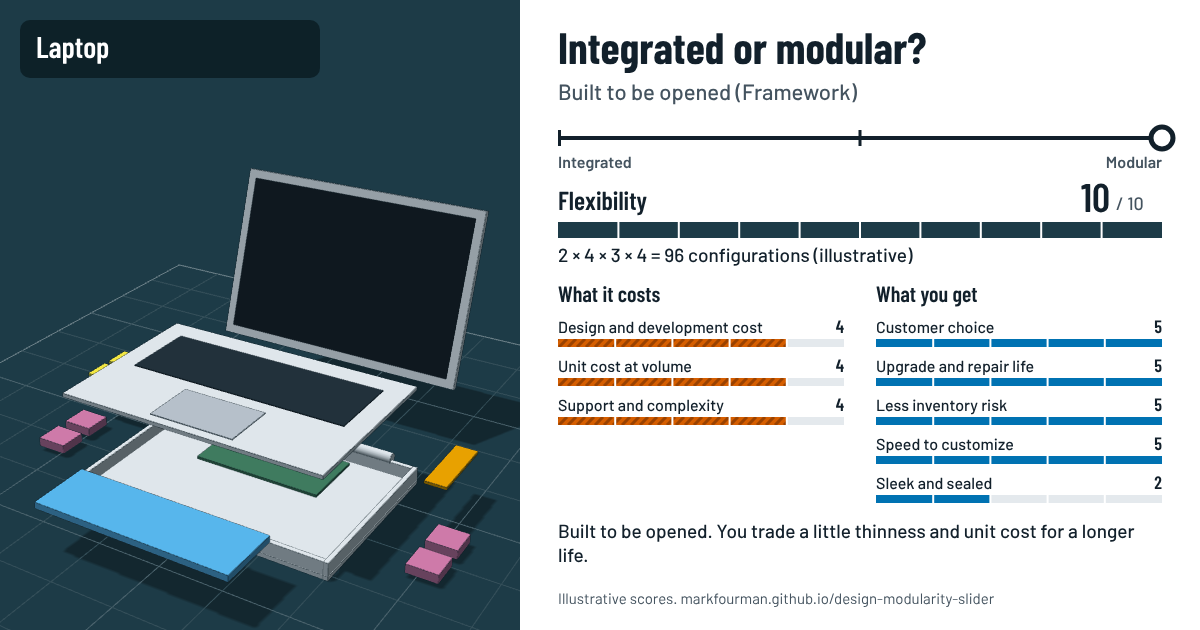 Laptop
Integrated or modular?
Built to be opened (Framework)
Integrated
Modular
Flexibility
10 / 10
2 × 4 × 3 × 4 = 96 configurations (illustrative)
What it costs
Design and development cost 4
Unit cost at volume 4
Support and complexity 4
What you get
Customer choice 5
Upgrade and repair life 5
Less inventory risk 5
Speed to customize 5
Sleek and sealed 2
Built to be opened. You trade a little thinness and unit cost for a longer
life.
Illustrative scores. markfourman.github.io/design-modularity-slider